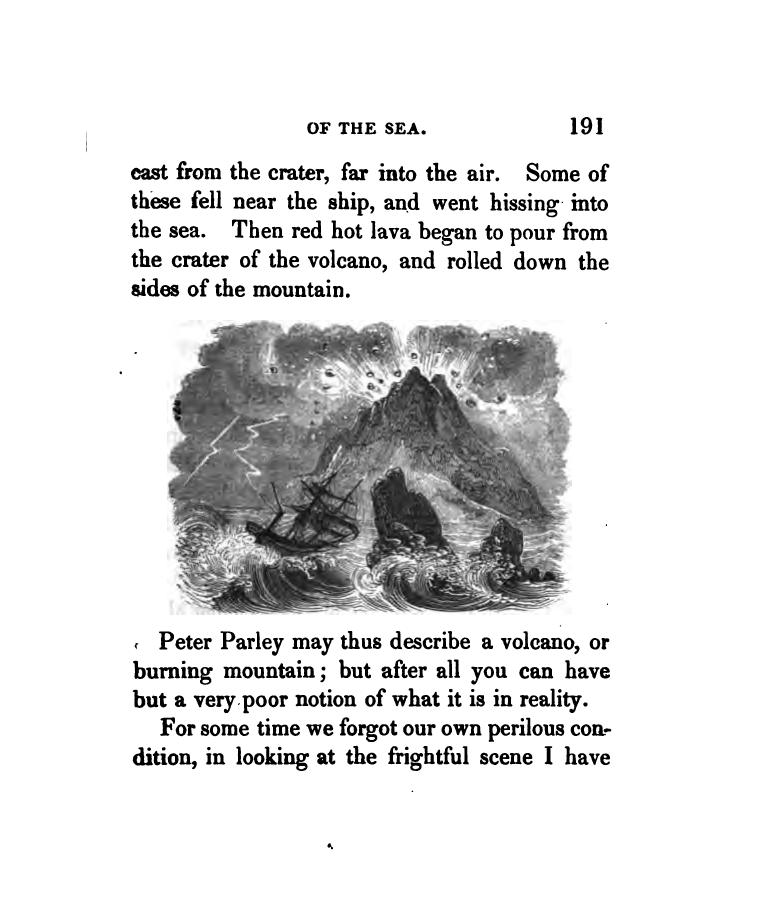 OF THE SEA. 191
cast from the crater, far into the air. Some of
these fell near the ship, and went hissing into
the sea. Then red hot lava began to pour from
the crater of the volcano, and rolled down the
sides of the mountain.
Peter Parley may thus describe a volcano, or
burning mountain; but after all you can have
but a very poor notion of what it is in reality.
For some time we forgot our own perilous con-
dition, in looking at the frightful scene I have